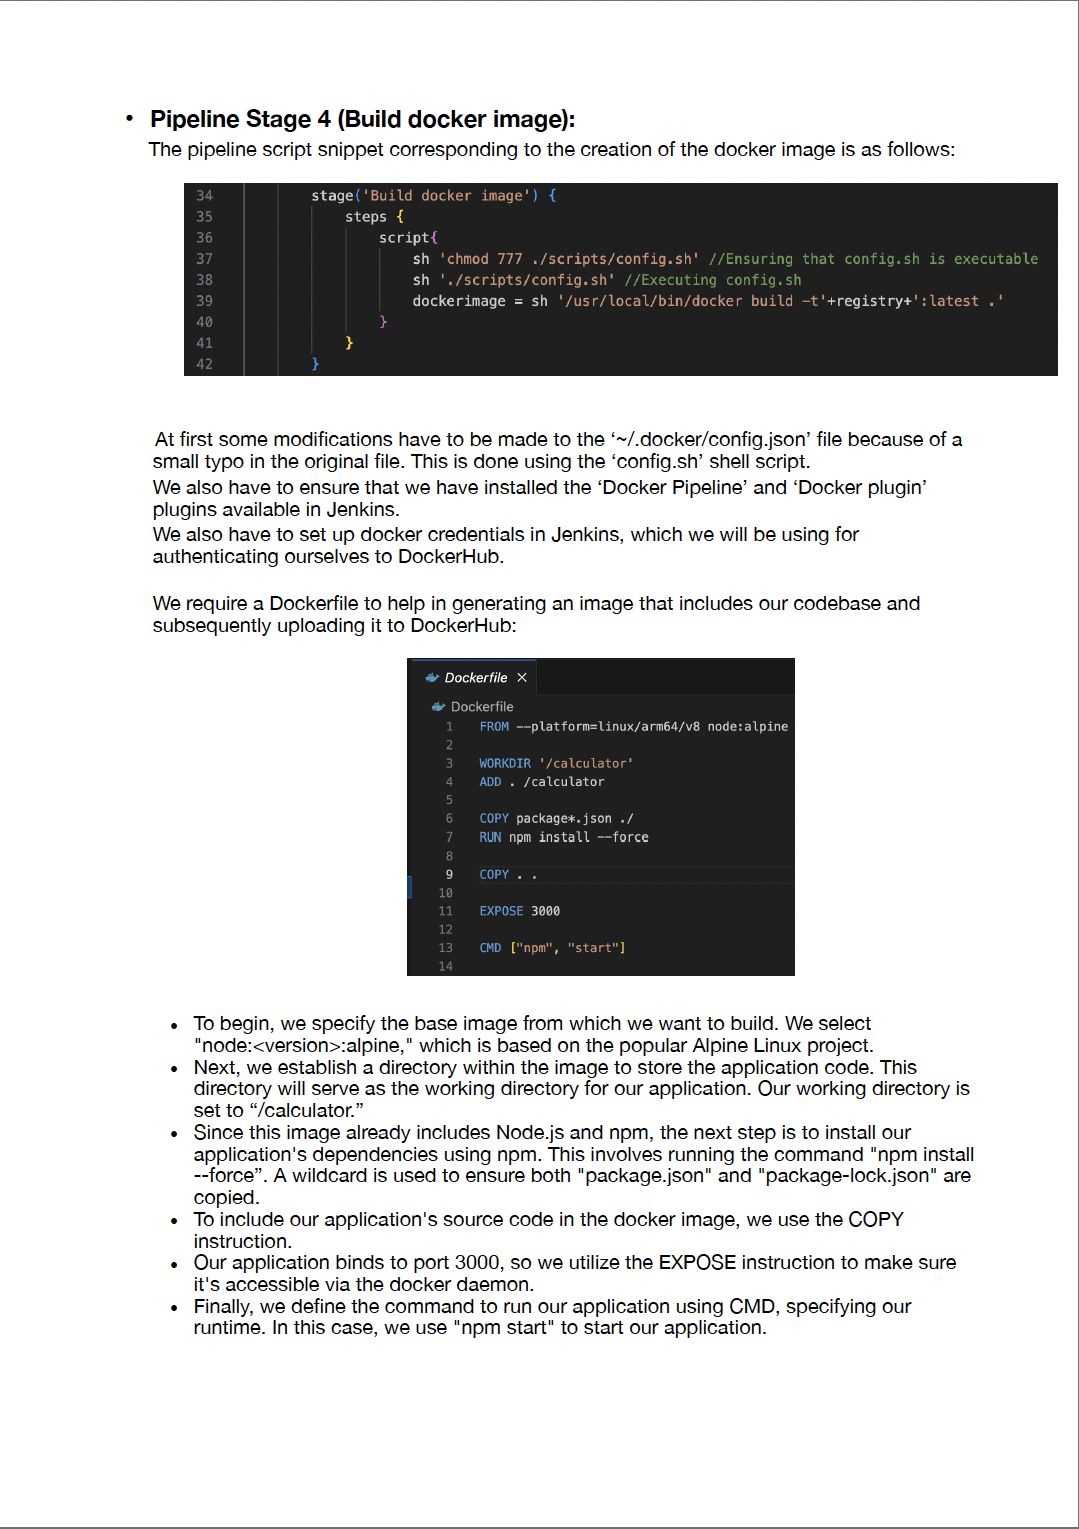 • Pipeline Stage 4 (Build docker image):
The pipeline script snippet corresponding to the creation of the docker image is as follows:
34 stage('Build docker image') {
35 steps {
36 script{
37 sh 'chmod 777 ./scripts/config.sh' //Ensuring that config.sh is executable
38 sh './scripts/config.sh' //Executing config.sh
39 dockerimage = sh '/usr/local/bin/docker build -t'+registry+':latest .'
40 }
41 }
42 }
At first some modifications have to be made to the ‘~/.docker/config.json’ file because of a
small typo in the original file. This is done using the ‘config.sh’ shell script.
We also have to ensure that we have installed the ‘Docker Pipeline’ and ‘Docker plugin’
plugins available in Jenkins.
We also have to set up docker credentials in Jenkins, which we will be using for
authenticating ourselves to DockerHub.
We require a Dockerfile to help in generating an image that includes our codebase and
subsequently uploading it to DockerHub:
Dockerfile ×
Dockerfile
1 FROM --platform=linux/arm64/v8 node:alpine
2
3 WORKDIR '/calculator'
4 ADD . /calculator
5
6 COPY package*.json ./
7 RUN npm install --force
8
9 COPY . .
10
11 EXPOSE 3000
12
13 CMD ["npm", "start"]
14
• To begin, we specify the base image from which we want to build. We select
"node:<version>:alpine," which is based on the popular Alpine Linux project.
• Next, we establish a directory within the image to store the application code. This
directory will serve as the working directory for our application. Our working directory is
set to “/calculator.”
• Since this image already includes Node.js and npm, the next step is to install our
application's dependencies using npm. This involves running the command "npm install
--force”. A wildcard is used to ensure both "package.json" and "package-lock.json" are
copied.
• To include our application's source code in the docker image, we use the COPY
instruction.
• Our application binds to port 3000, so we utilize the EXPOSE instruction to make sure
it's accessible via the docker daemon.
• Finally, we define the command to run our application using CMD, specifying our
runtime. In this case, we use "npm start" to start our application.